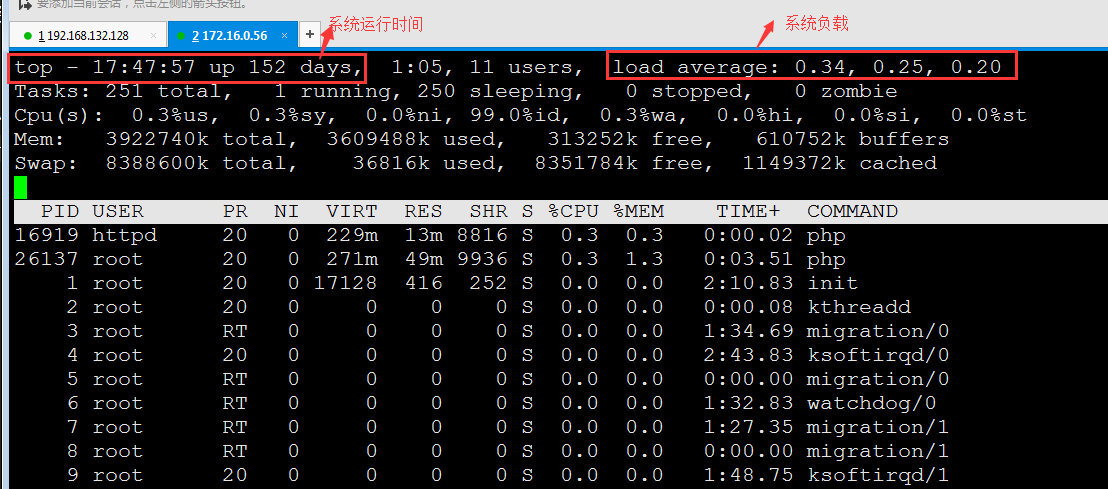 要添加当前会话，点击左侧的箭头按钮。
1 192.168.132.128 × 2 172.16.0.56 × +
系统运行时间
系统负载
top - 17:47:57 up 152 days,  1:05, 11 users,  load average: 0.34, 0.25, 0.20
Tasks: 251 total,   1 running, 250 sleeping,   0 stopped,   0 zombie
Cpu(s):  0.3%us,  0.3%sy,  0.0%ni, 99.0%id,  0.3%wa,  0.0%hi,  0.0%si,  0.0%st
Mem:   3922740k total,  3609488k used,   313252k free,   610752k buffers
Swap:  8388600k total,    36816k used,  8351784k free,  1149372k cached
PID USER PR NI VIRT RES SHR S %CPU %MEM TIME+ COMMAND
16919 httpd 20 0 229m 13m 8816 S 0.3 0.3 0:00.02 php
26137 root 20 0 271m 49m 9936 S 0.3 1.3 0:03.51 php
1 root 20 0 17128 416 252 S 0.0 0.0 2:10.83 init
2 root 20 0 0 0 0 S 0.0 0.0 0:00.08 kthreadd
3 root RT 0 0 0 0 S 0.0 0.0 1:34.69 migration/0
4 root 20 0 0 0 0 S 0.0 0.0 2:43.83 ksoftirqd/0
5 root RT 0 0 0 0 S 0.0 0.0 0:00.00 migration/0
6 root RT 0 0 0 0 S 0.0 0.0 1:32.83 watchdog/0
7 root RT 0 0 0 0 S 0.0 0.0 1:27.35 migration/1
8 root RT 0 0 0 0 S 0.0 0.0 0:00.00 migration/1
9 root 20 0 0 0 0 S 0.0 0.0 1:48.75 ksoftirqd/1